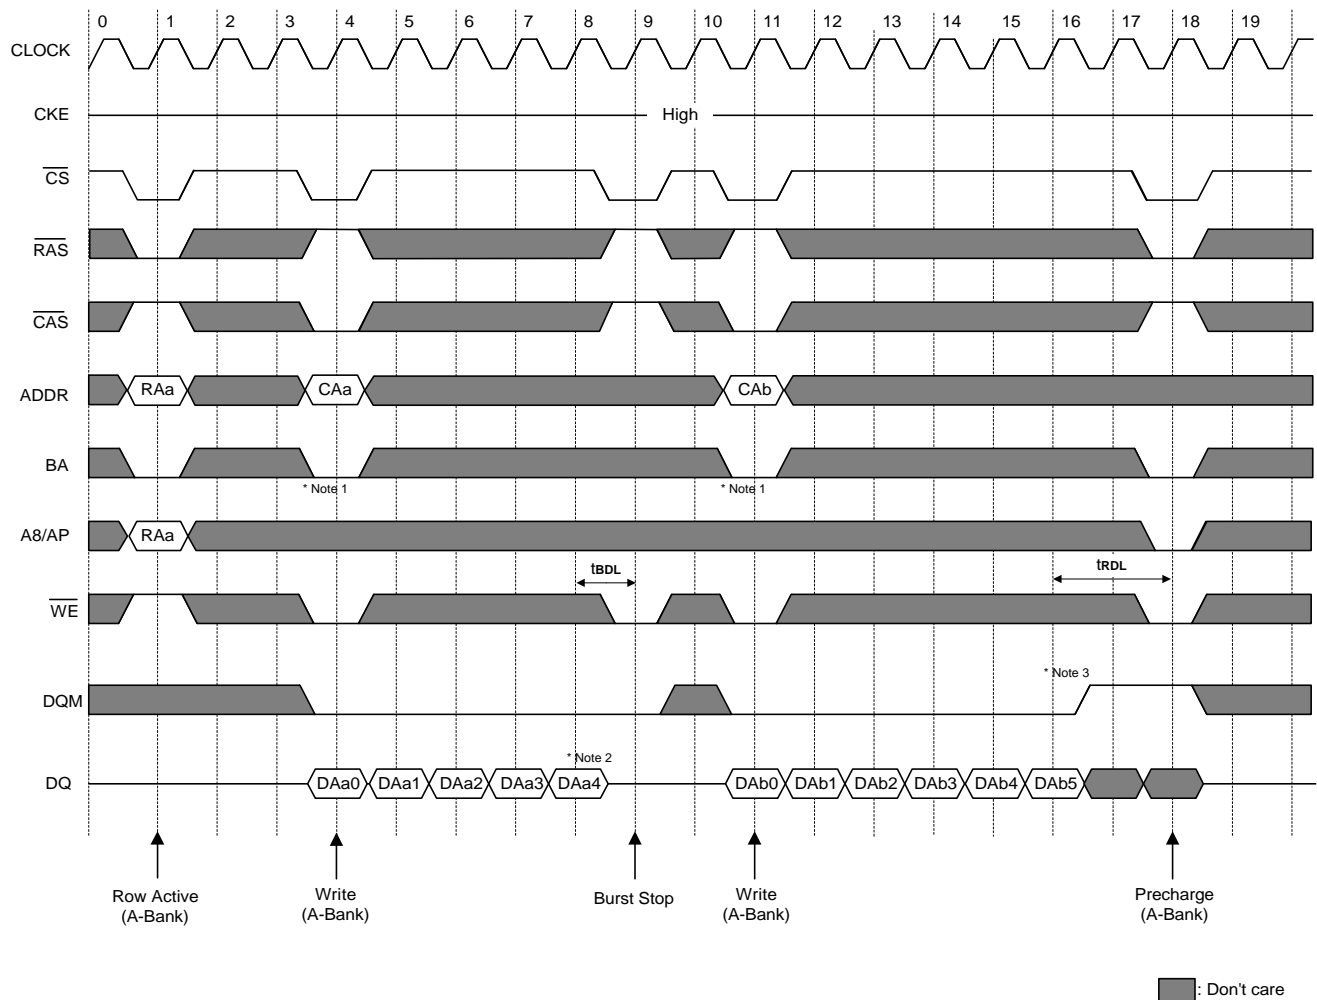 0 1 2 3 4 5 6 7 8 9 10 11 12 13 14 15 16 17 18 19
CLOCK
CKE High
CS
RAS
CAS
ADDR RAa CAa CAb
BA
* Note 1 * Note 1
A8/AP RAa
tBDL tRDL
WE
* Note 3
DQM
* Note 2
DQ DAa0 DAa1 DAa2 DAa3 DAa4 DAb0 DAb1 DAb2 DAb3 DAb4 DAb5
Row Active Write Burst Stop Write Precharge
(A-Bank) (A-Bank) (A-Bank) (A-Bank)
: Don't care